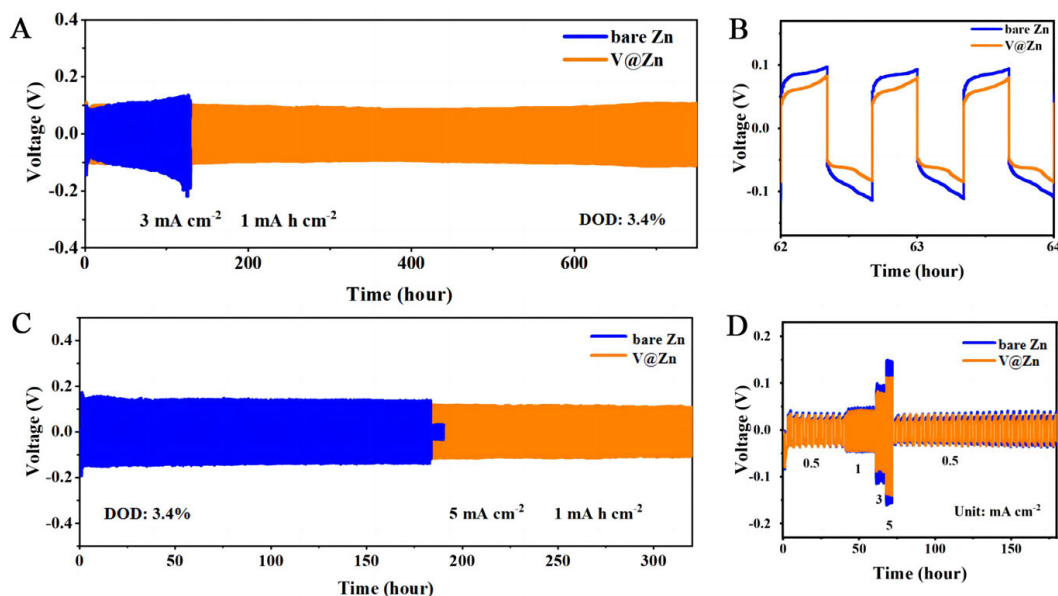 A
0.4
0.2
0.0
-0.2
-0.4
Voltage (V)
bare Zn
V@Zn
3 mA cm⁻² 1 mA h cm⁻²
DOD: 3.4%
0 200 400 600
Time (hour)
B
0.1
0.0
-0.1
Voltage (V)
bare Zn
V@Zn
62 63 64
Time (hour)
C
0.4
0.2
0.0
-0.2
-0.4
Voltage (V)
bare Zn
V@Zn
DOD: 3.4%
5 mA cm⁻² 1 mA h cm⁻²
0 50 100 150 200 250 300
Time (hour)
D
0.2
0.1
0.0
-0.1
-0.2
Voltage (V)
bare Zn
V@Zn
0.5 1 3 5 0.5
Unit: mA cm⁻²
0 50 100 150
Time (hour)